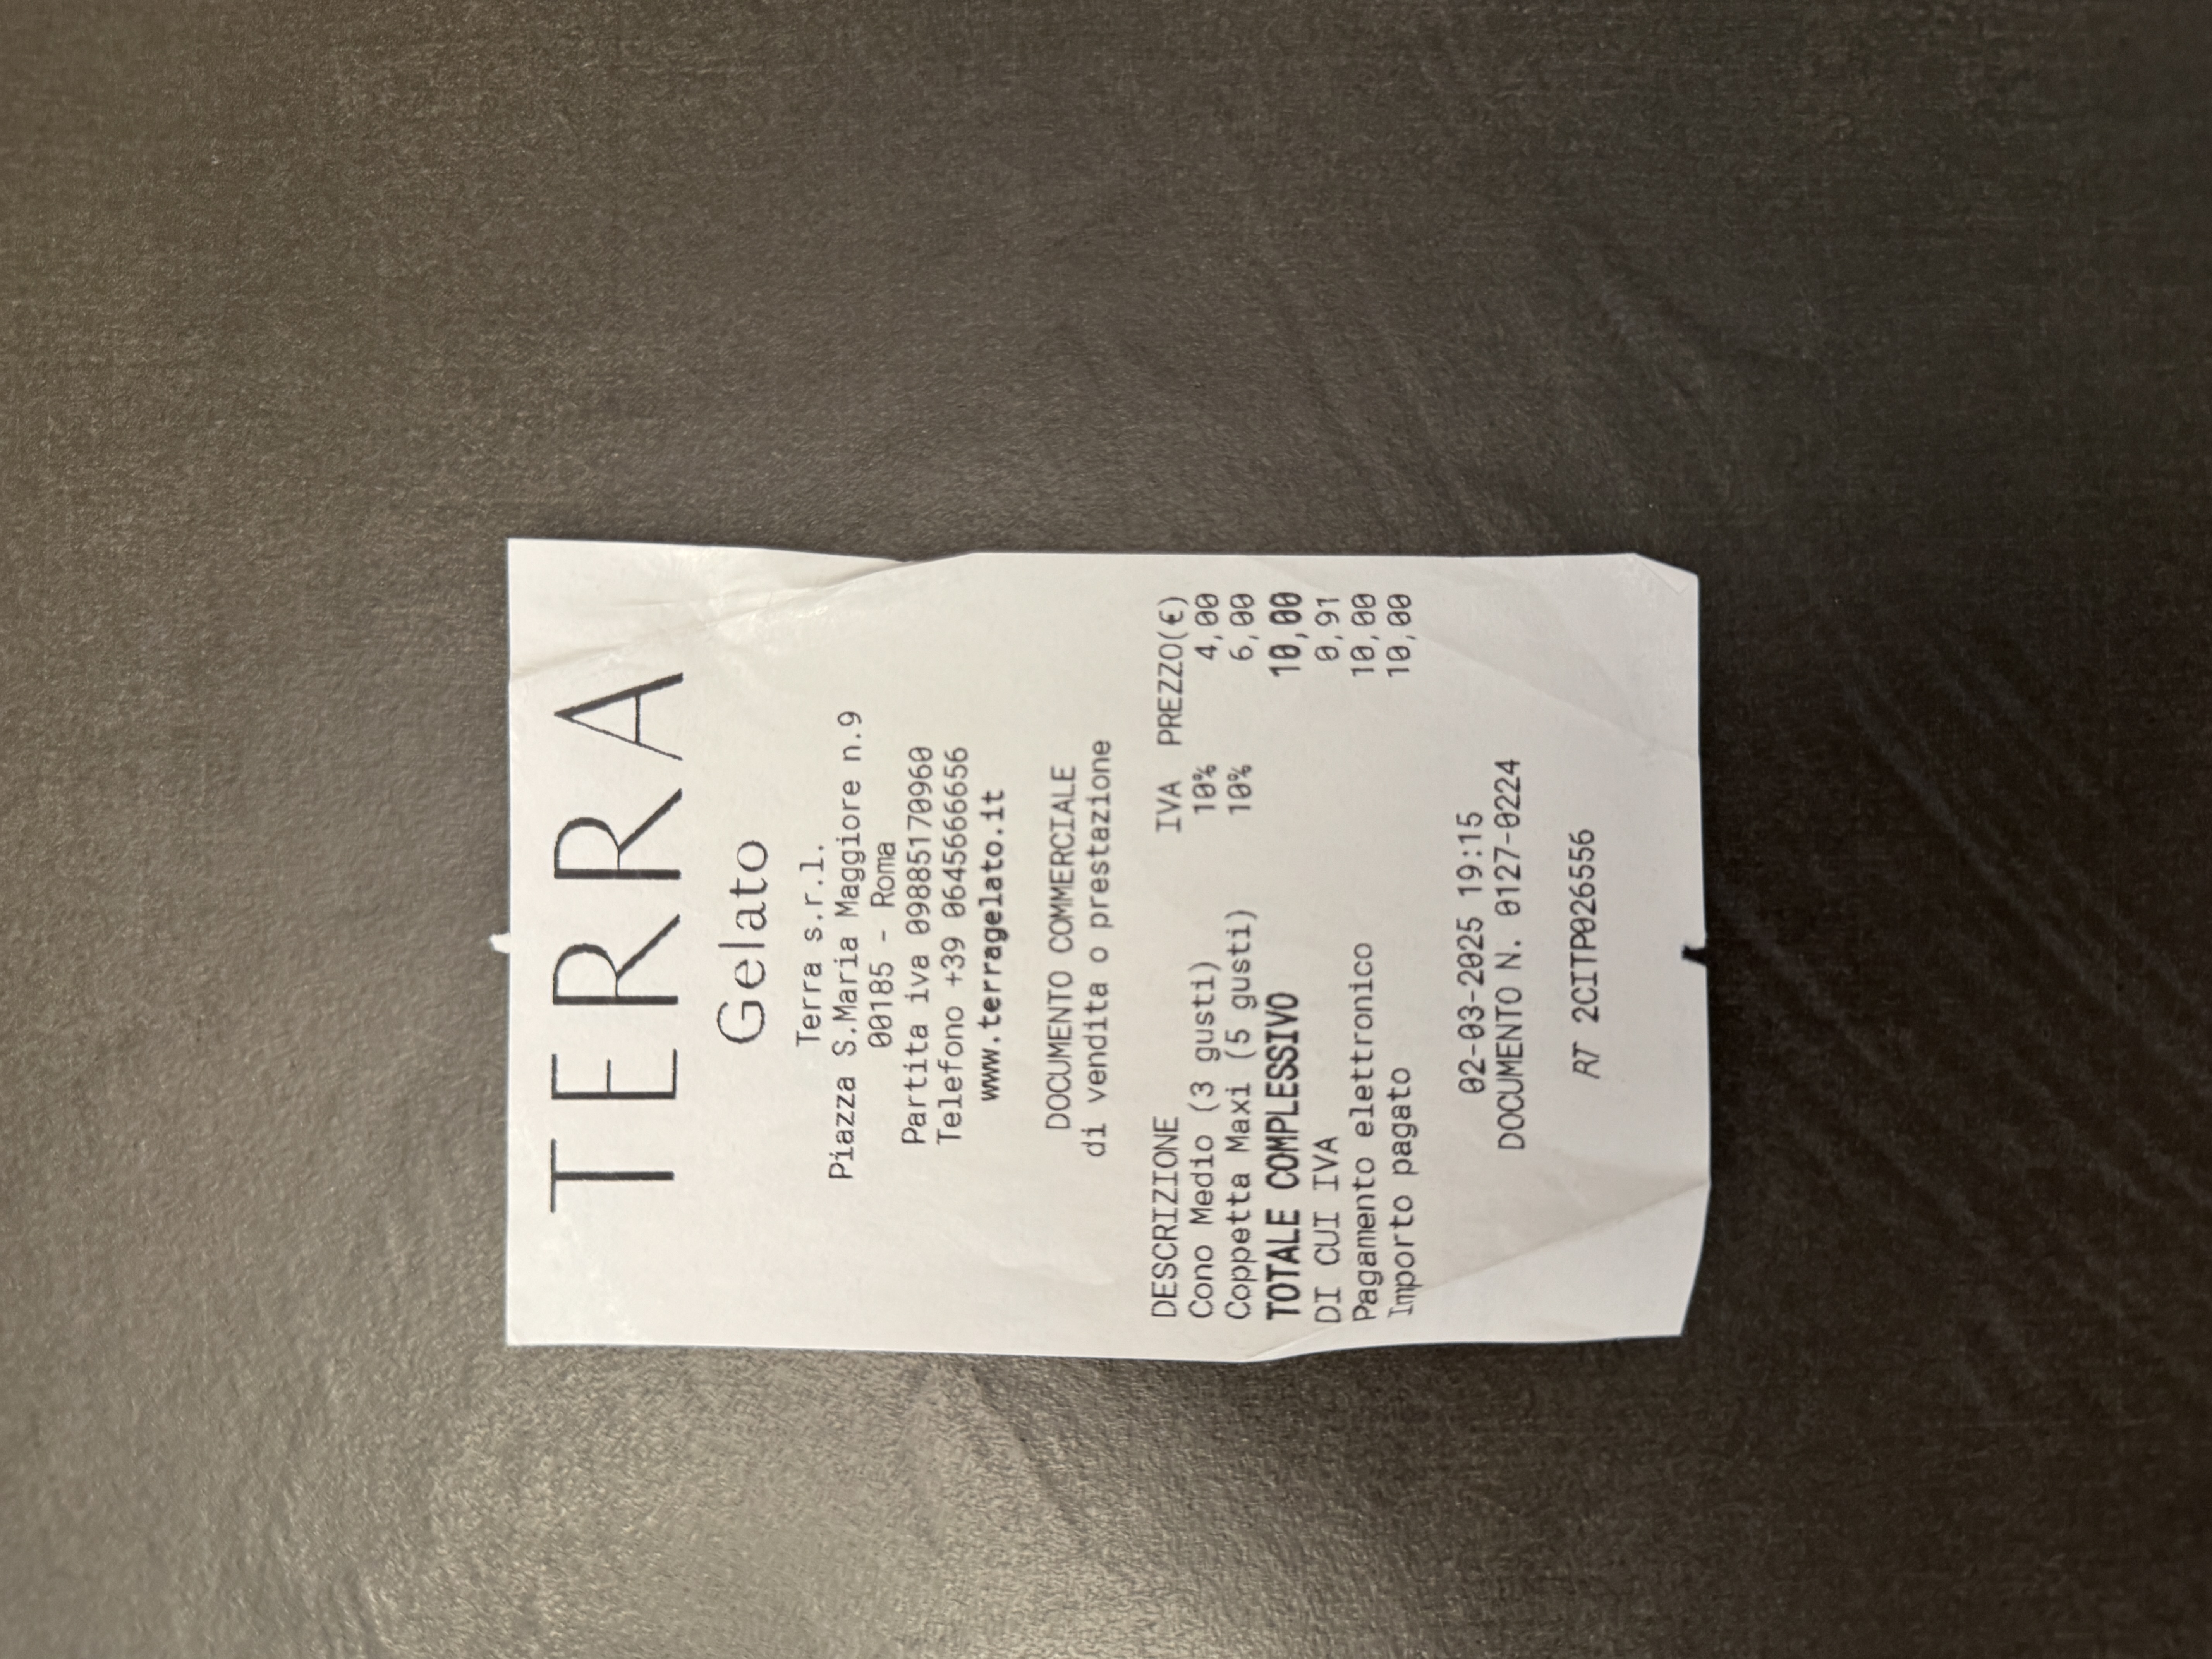 TERRA
Gelato
Terra s.r.l.
Piazza S.Maria Maggiore n.9
00185 - Roma
Partita iva 09885170960
Telefono +39 0645666656
www.terragelato.it
DOCUMENTO COMMERCIALE
di vendita o prestazione
DESCRIZIONE IVA PREZZO(€)
Cono Medio (3 gusti) 10% 4,00
Coppetta Maxi (5 gusti) 10% 6,00
TOTALE COMPLESSIVO 10,00
DI CUI IVA 0,91
Pagamento elettronico 10,00
Importo pagato 10,00
02-03-2025 19:15
DOCUMENTO N. 0127-0224
RT 2CITP026556